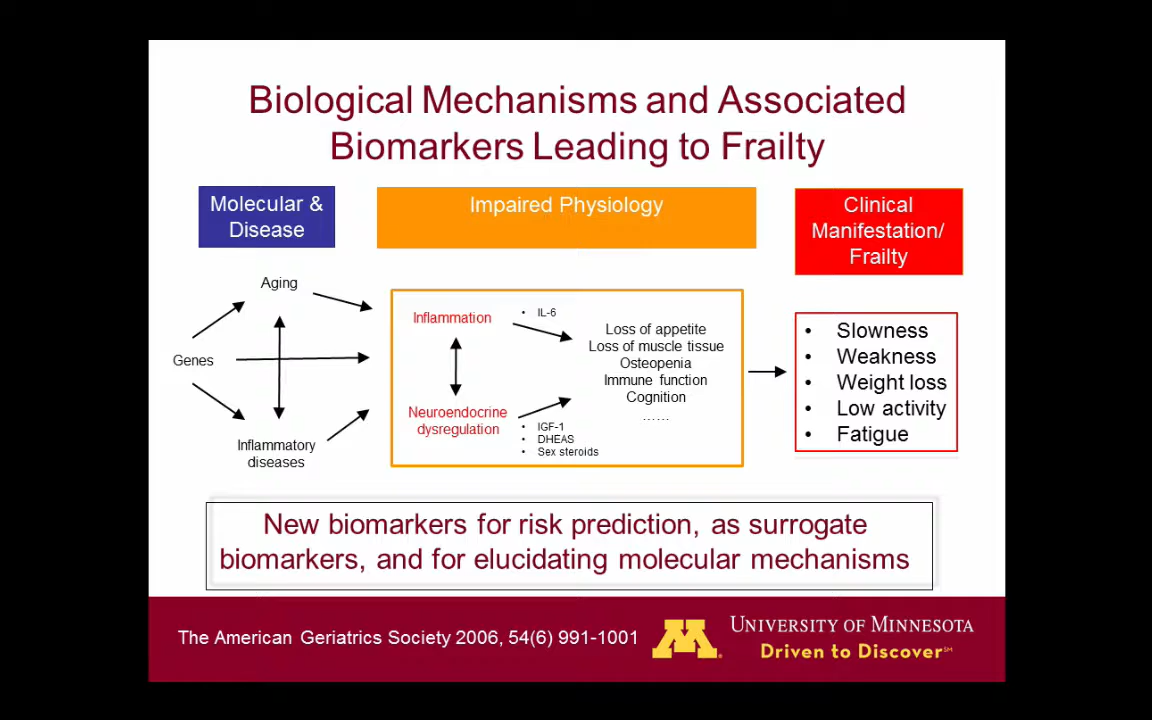 Biological Mechanisms and Associated
Biomarkers Leading to Frailty
Molecular &
Disease
Impaired Physiology
Clinical
Manifestation/
Frailty
Aging
Genes
Inflammatory
diseases
Inflammation
• IL-6
Neuroendocrine
dysregulation
• IGF-1
• DHEAS
• Sex steroids
Loss of appetite
Loss of muscle tissue
Osteopenia
Immune function
Cognition
……
• Slowness
• Weakness
• Weight loss
• Low activity
• Fatigue
New biomarkers for risk prediction, as surrogate
biomarkers, and for elucidating molecular mechanisms
The American Geriatrics Society 2006, 54(6) 991-1001
M
UNIVERSITY OF MINNESOTA
Driven to Discover℠